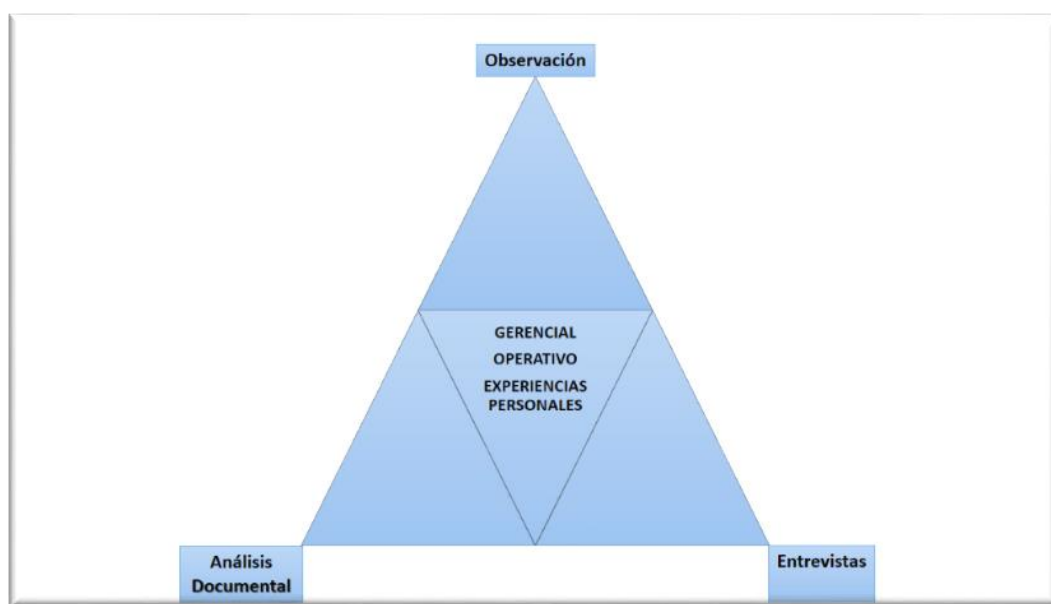 Observación
GERENCIAL
OPERATIVO
EXPERIENCIAS
PERSONALES
Análisis
Documental
Entrevistas